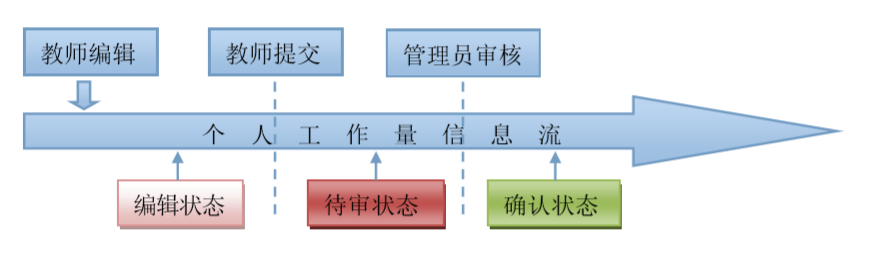 教师编辑
教师提交
管理员审核
个人工作量信息流
编辑状态
待审状态
确认状态